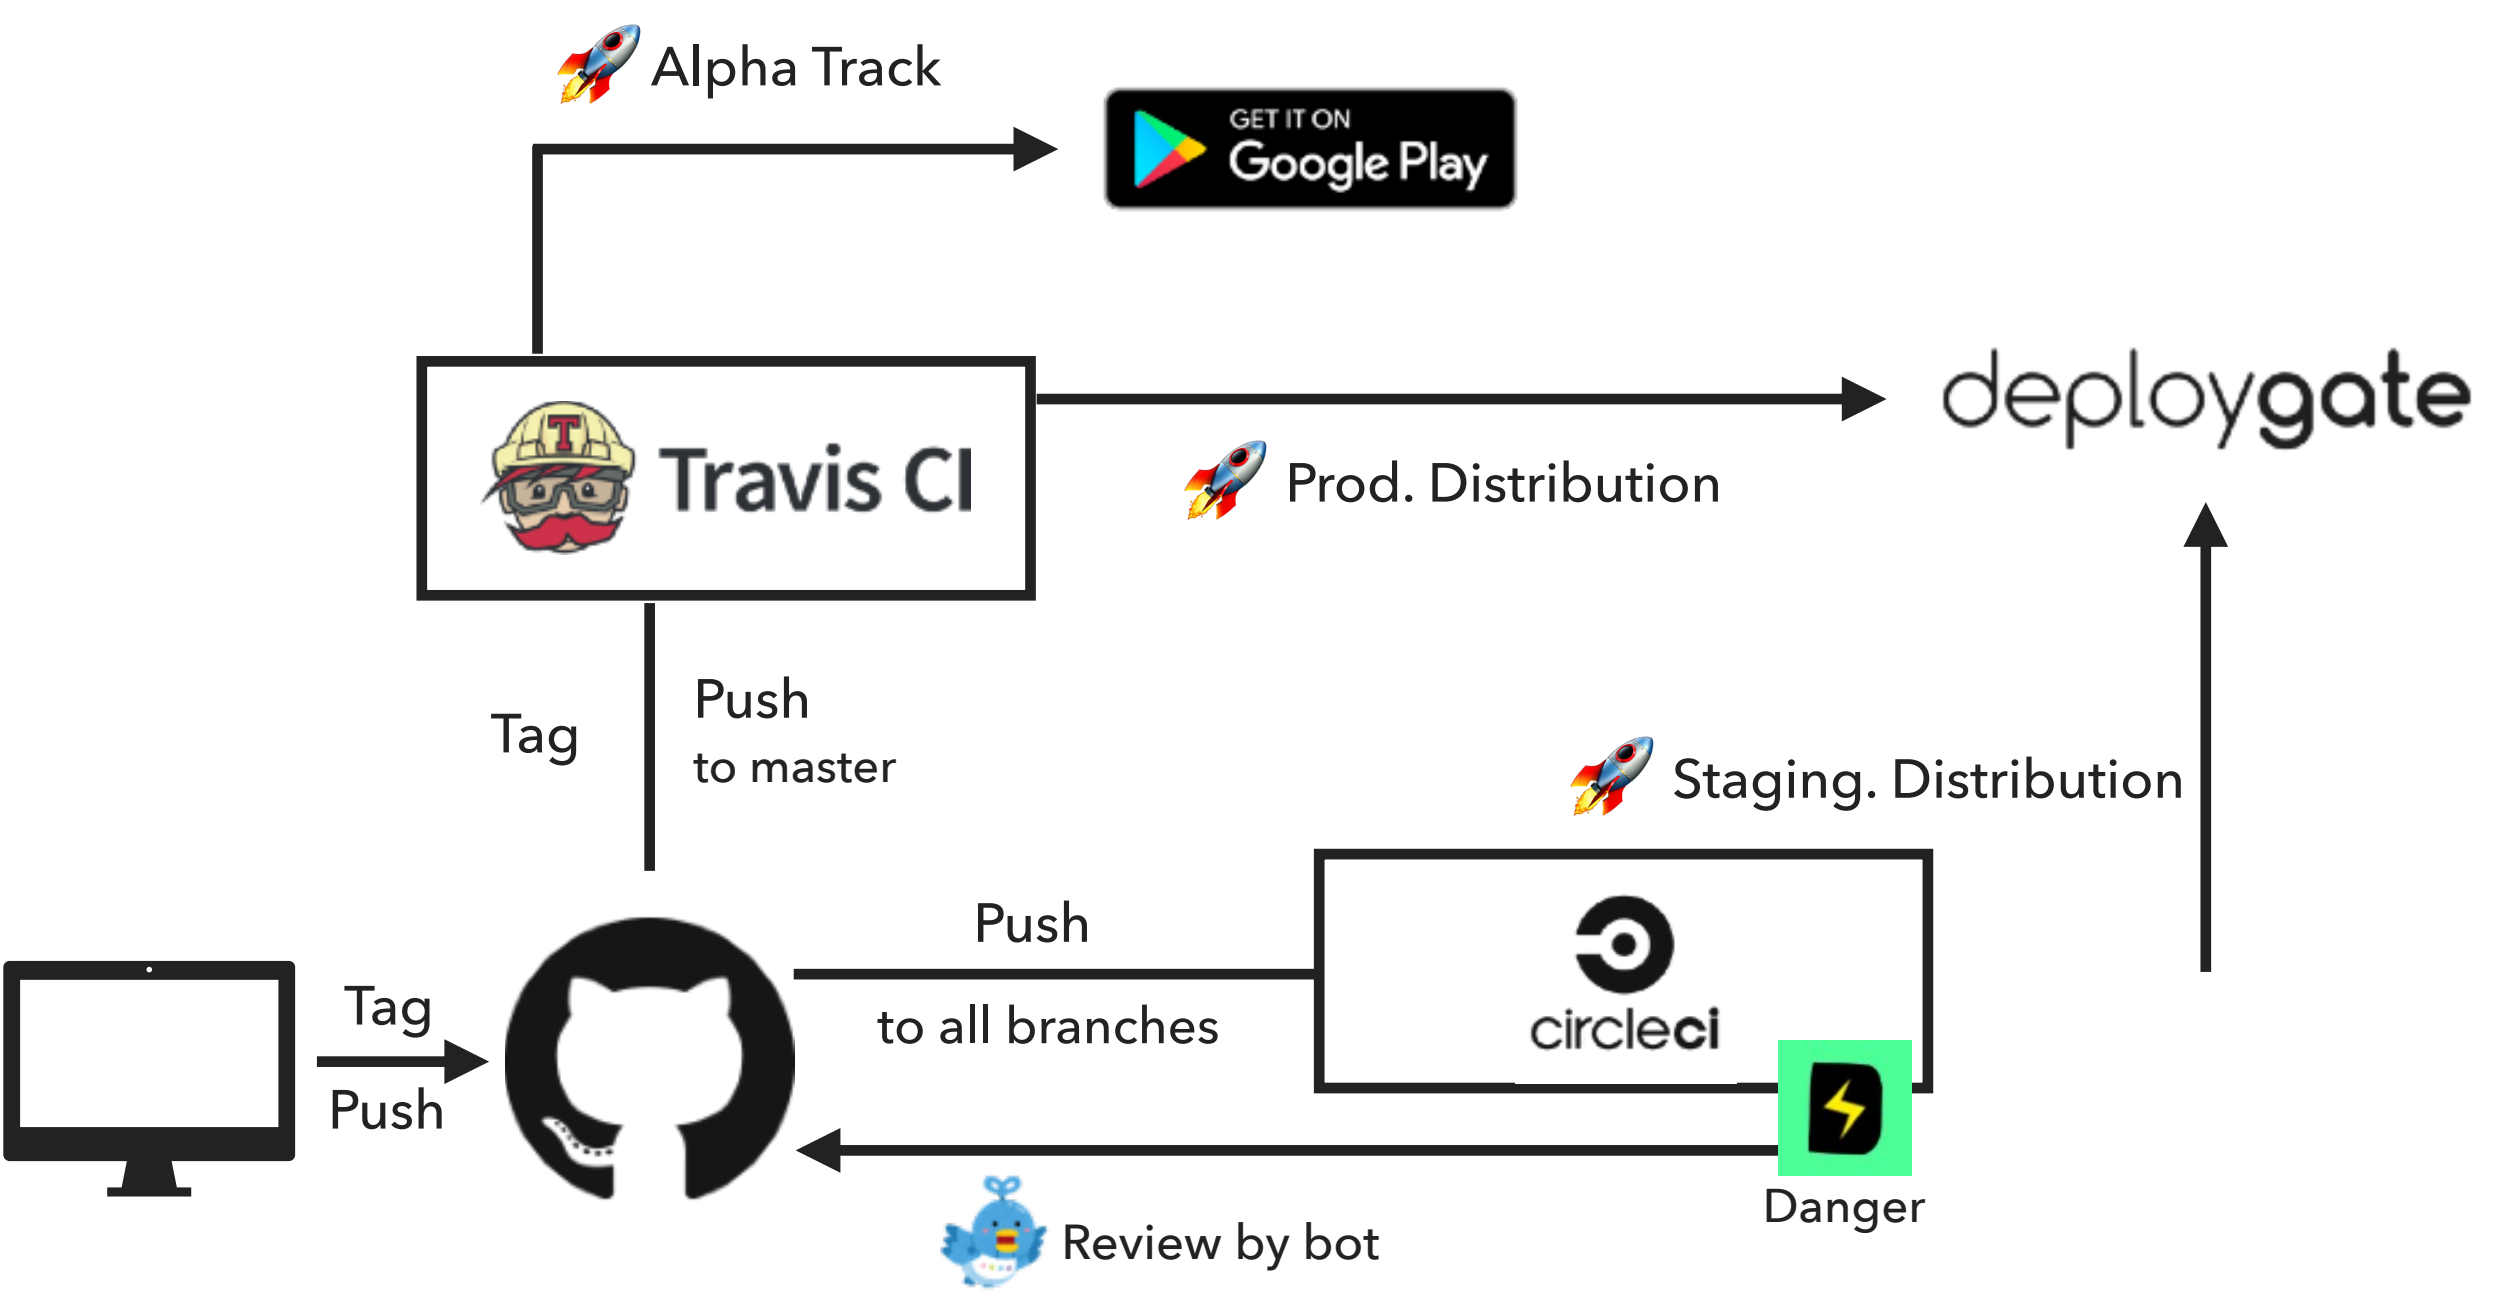 Alpha Track
GET IT ON
Google Play
T
Travis CI
deploygate
Prod. Distribution
Tag
Push
to master
Staging. Distribution
Push
to all branches
circleci
Tag
Push
Danger
Review by bot